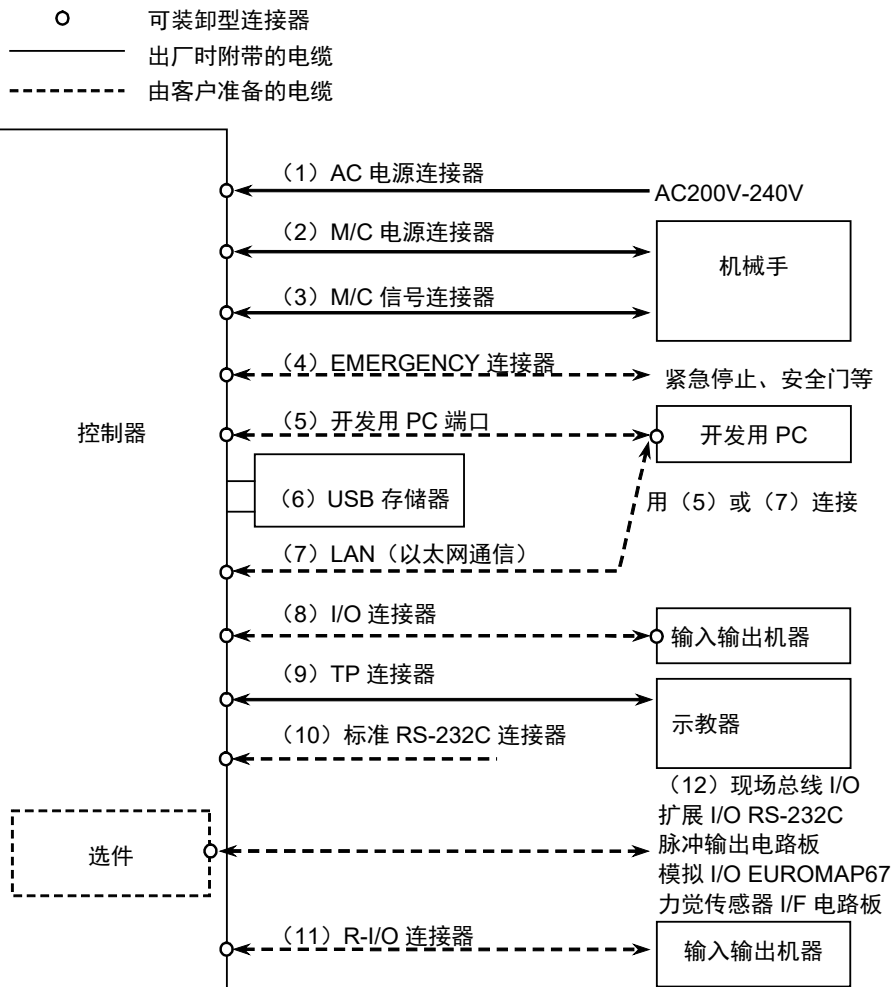 可装卸型连接器
出厂时附带的电缆
由客户准备的电缆
（1）AC 电源连接器
AC200V-240V
（2）M/C 电源连接器
机械手
（3）M/C 信号连接器
（4）EMERGENCY 连接器
紧急停止、安全门等
控制器
（5）开发用 PC 端口
开发用 PC
（6）USB 存储器
用（5）或（7）连接
（7）LAN（以太网通信）
（8）I/O 连接器
输入输出机器
（9）TP 连接器
示教器
（10）标准 RS-232C 连接器
（12）现场总线 I/O
扩展 I/O RS-232C
脉冲输出电路板
模拟 I/O EUROMAP67
力觉传感器 I/F 电路板
选件
（11）R-I/O 连接器
输入输出机器